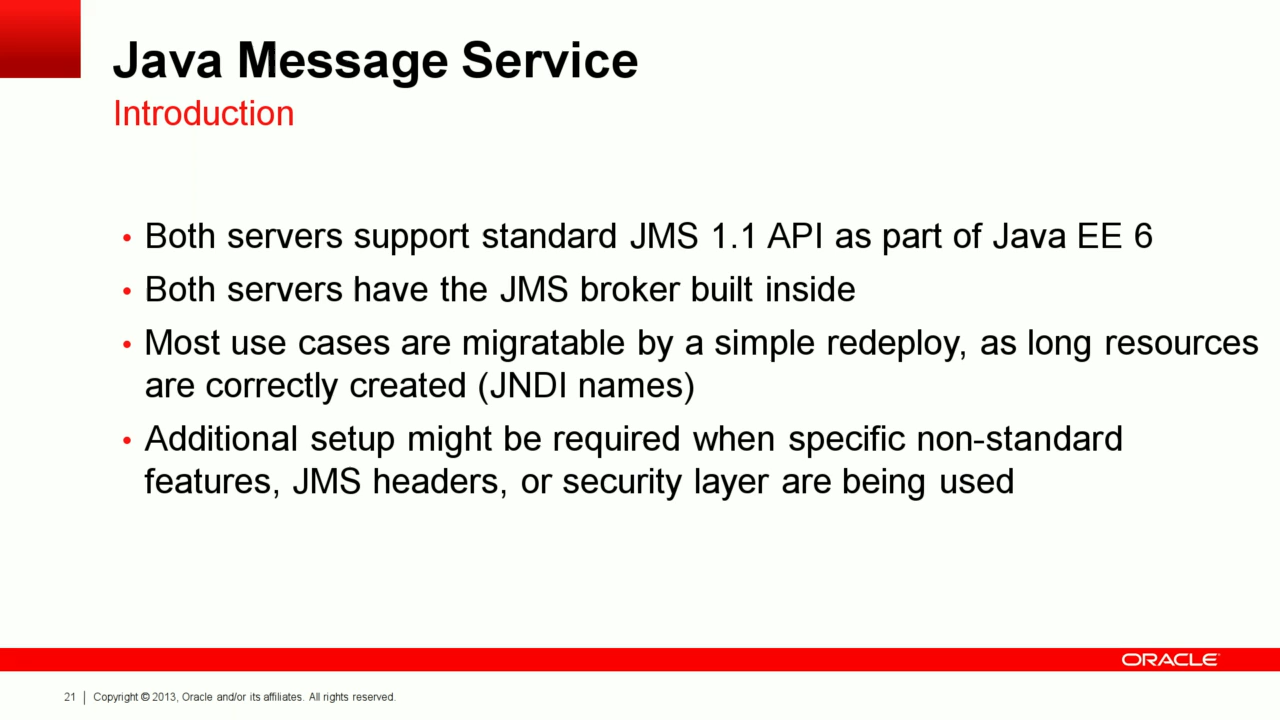 Java Message Service
Introduction
• Both servers support standard JMS 1.1 API as part of Java EE 6
• Both servers have the JMS broker built inside
• Most use cases are migratable by a simple redeploy, as long resources
are correctly created (JNDI names)
• Additional setup might be required when specific non-standard
features, JMS headers, or security layer are being used
ORACLE
21 | Copyright © 2013, Oracle and/or its affiliates. All rights reserved.